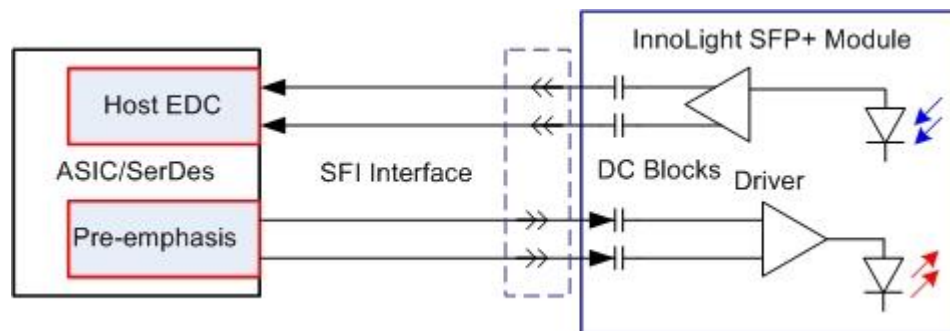 InnoLight SFP+ Module
Host EDC
ASIC/SerDes
SFI Interface
DC Blocks
Driver
Pre-emphasis